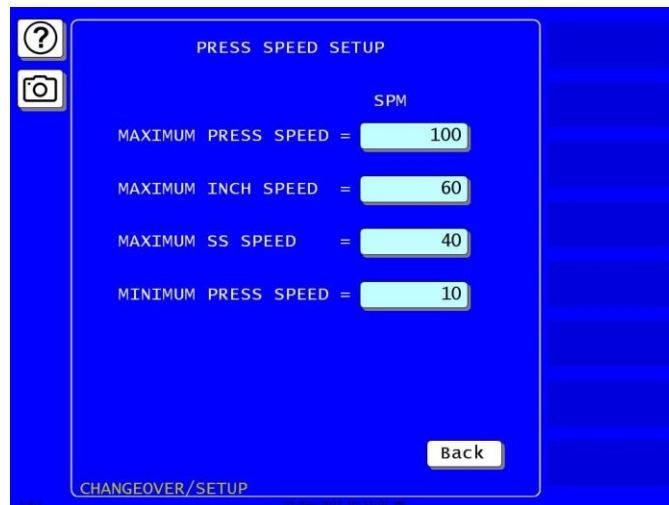 ?
PRESS SPEED SETUP
SPM
MAXIMUM PRESS SPEED = 100
MAXIMUM INCH SPEED = 60
MAXIMUM SS SPEED = 40
MINIMUM PRESS SPEED = 10
Back
CHANGEOVER/SETUP